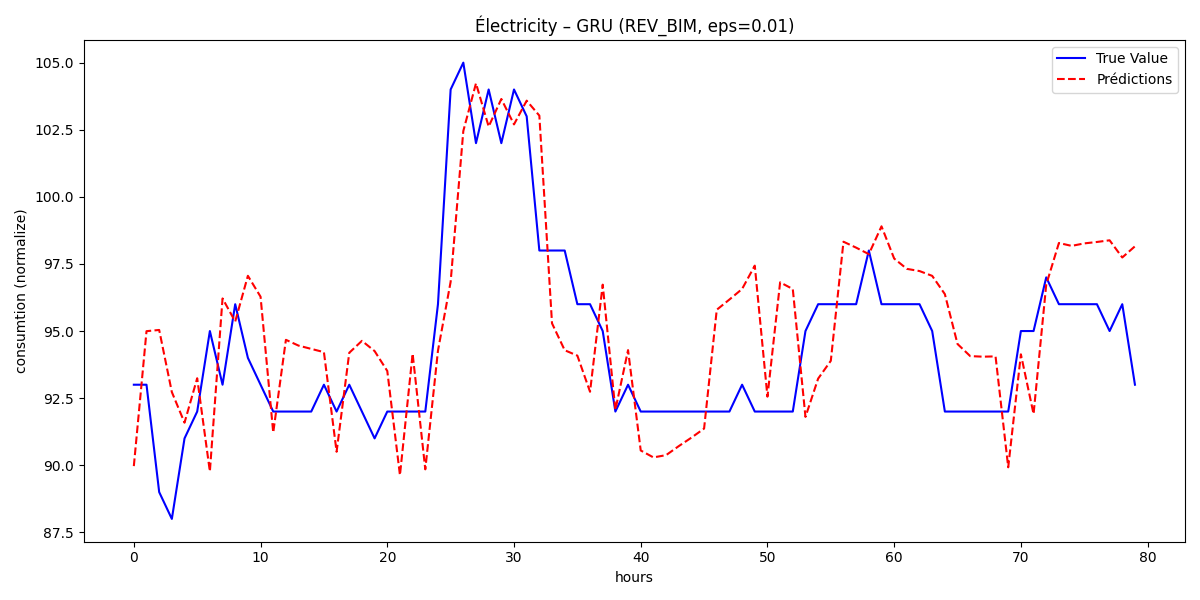 Électricity – GRU (REV_BIM, eps=0.01)
True Value
Prédictions
consumtion (normalize)
105.0
102.5
100.0
97.5
95.0
92.5
90.0
87.5
0 10 20 30 40 50 60 70 80
hours